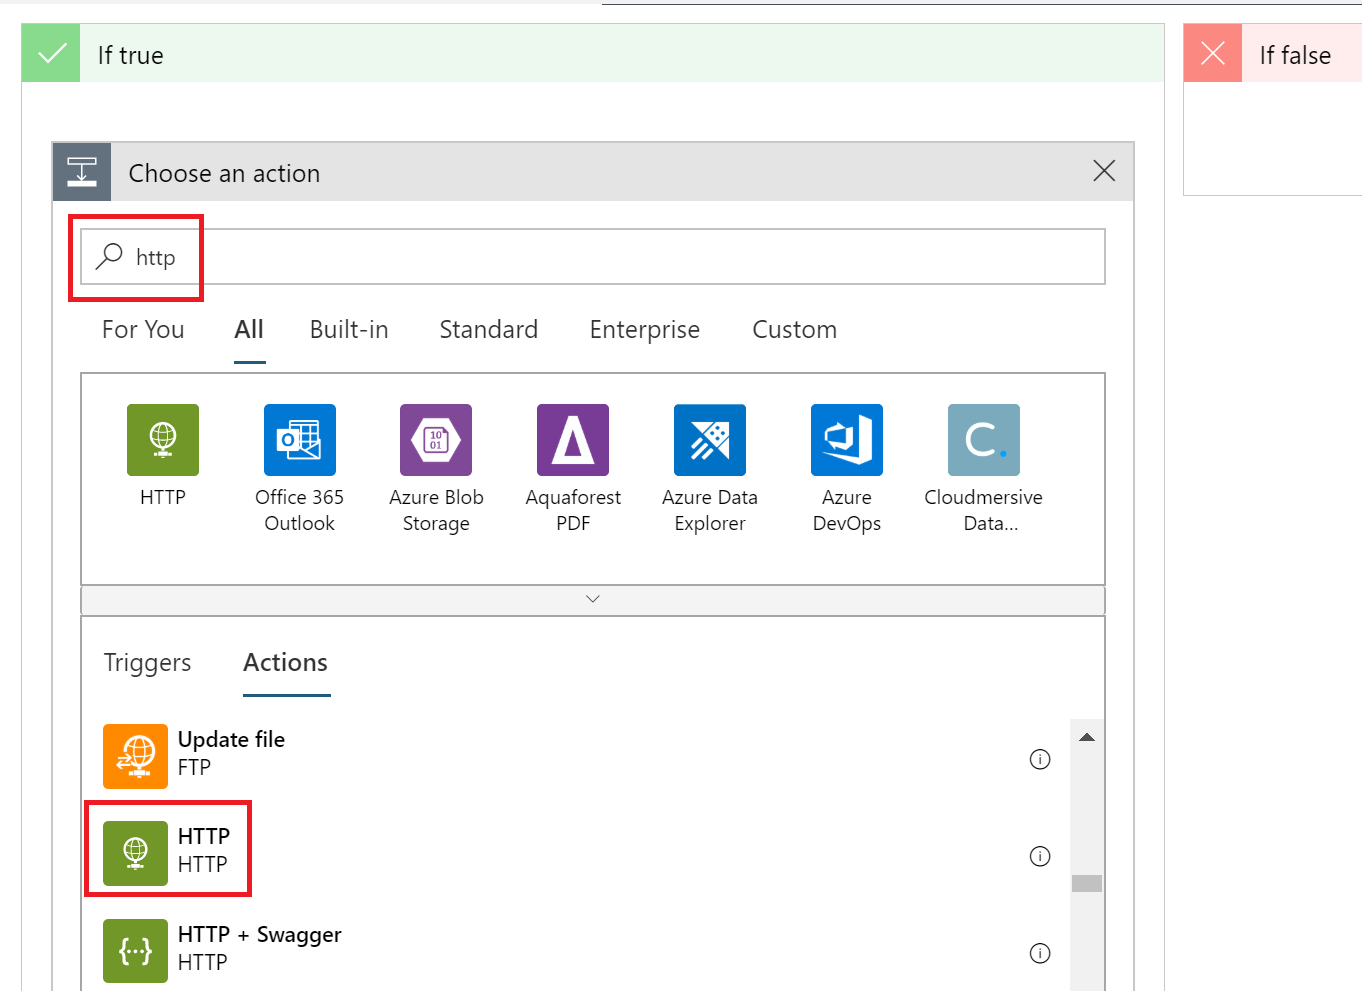 If true
If false
Choose an action
http
For You
All
Built-in
Standard
Enterprise
Custom
HTTP
Office 365
Outlook
Azure Blob
Storage
Aquaforest
PDF
Azure Data
Explorer
Azure
DevOps
Cloudmersive
Data...
Triggers
Actions
Update file
FTP
HTTP
HTTP
HTTP + Swagger
HTTP